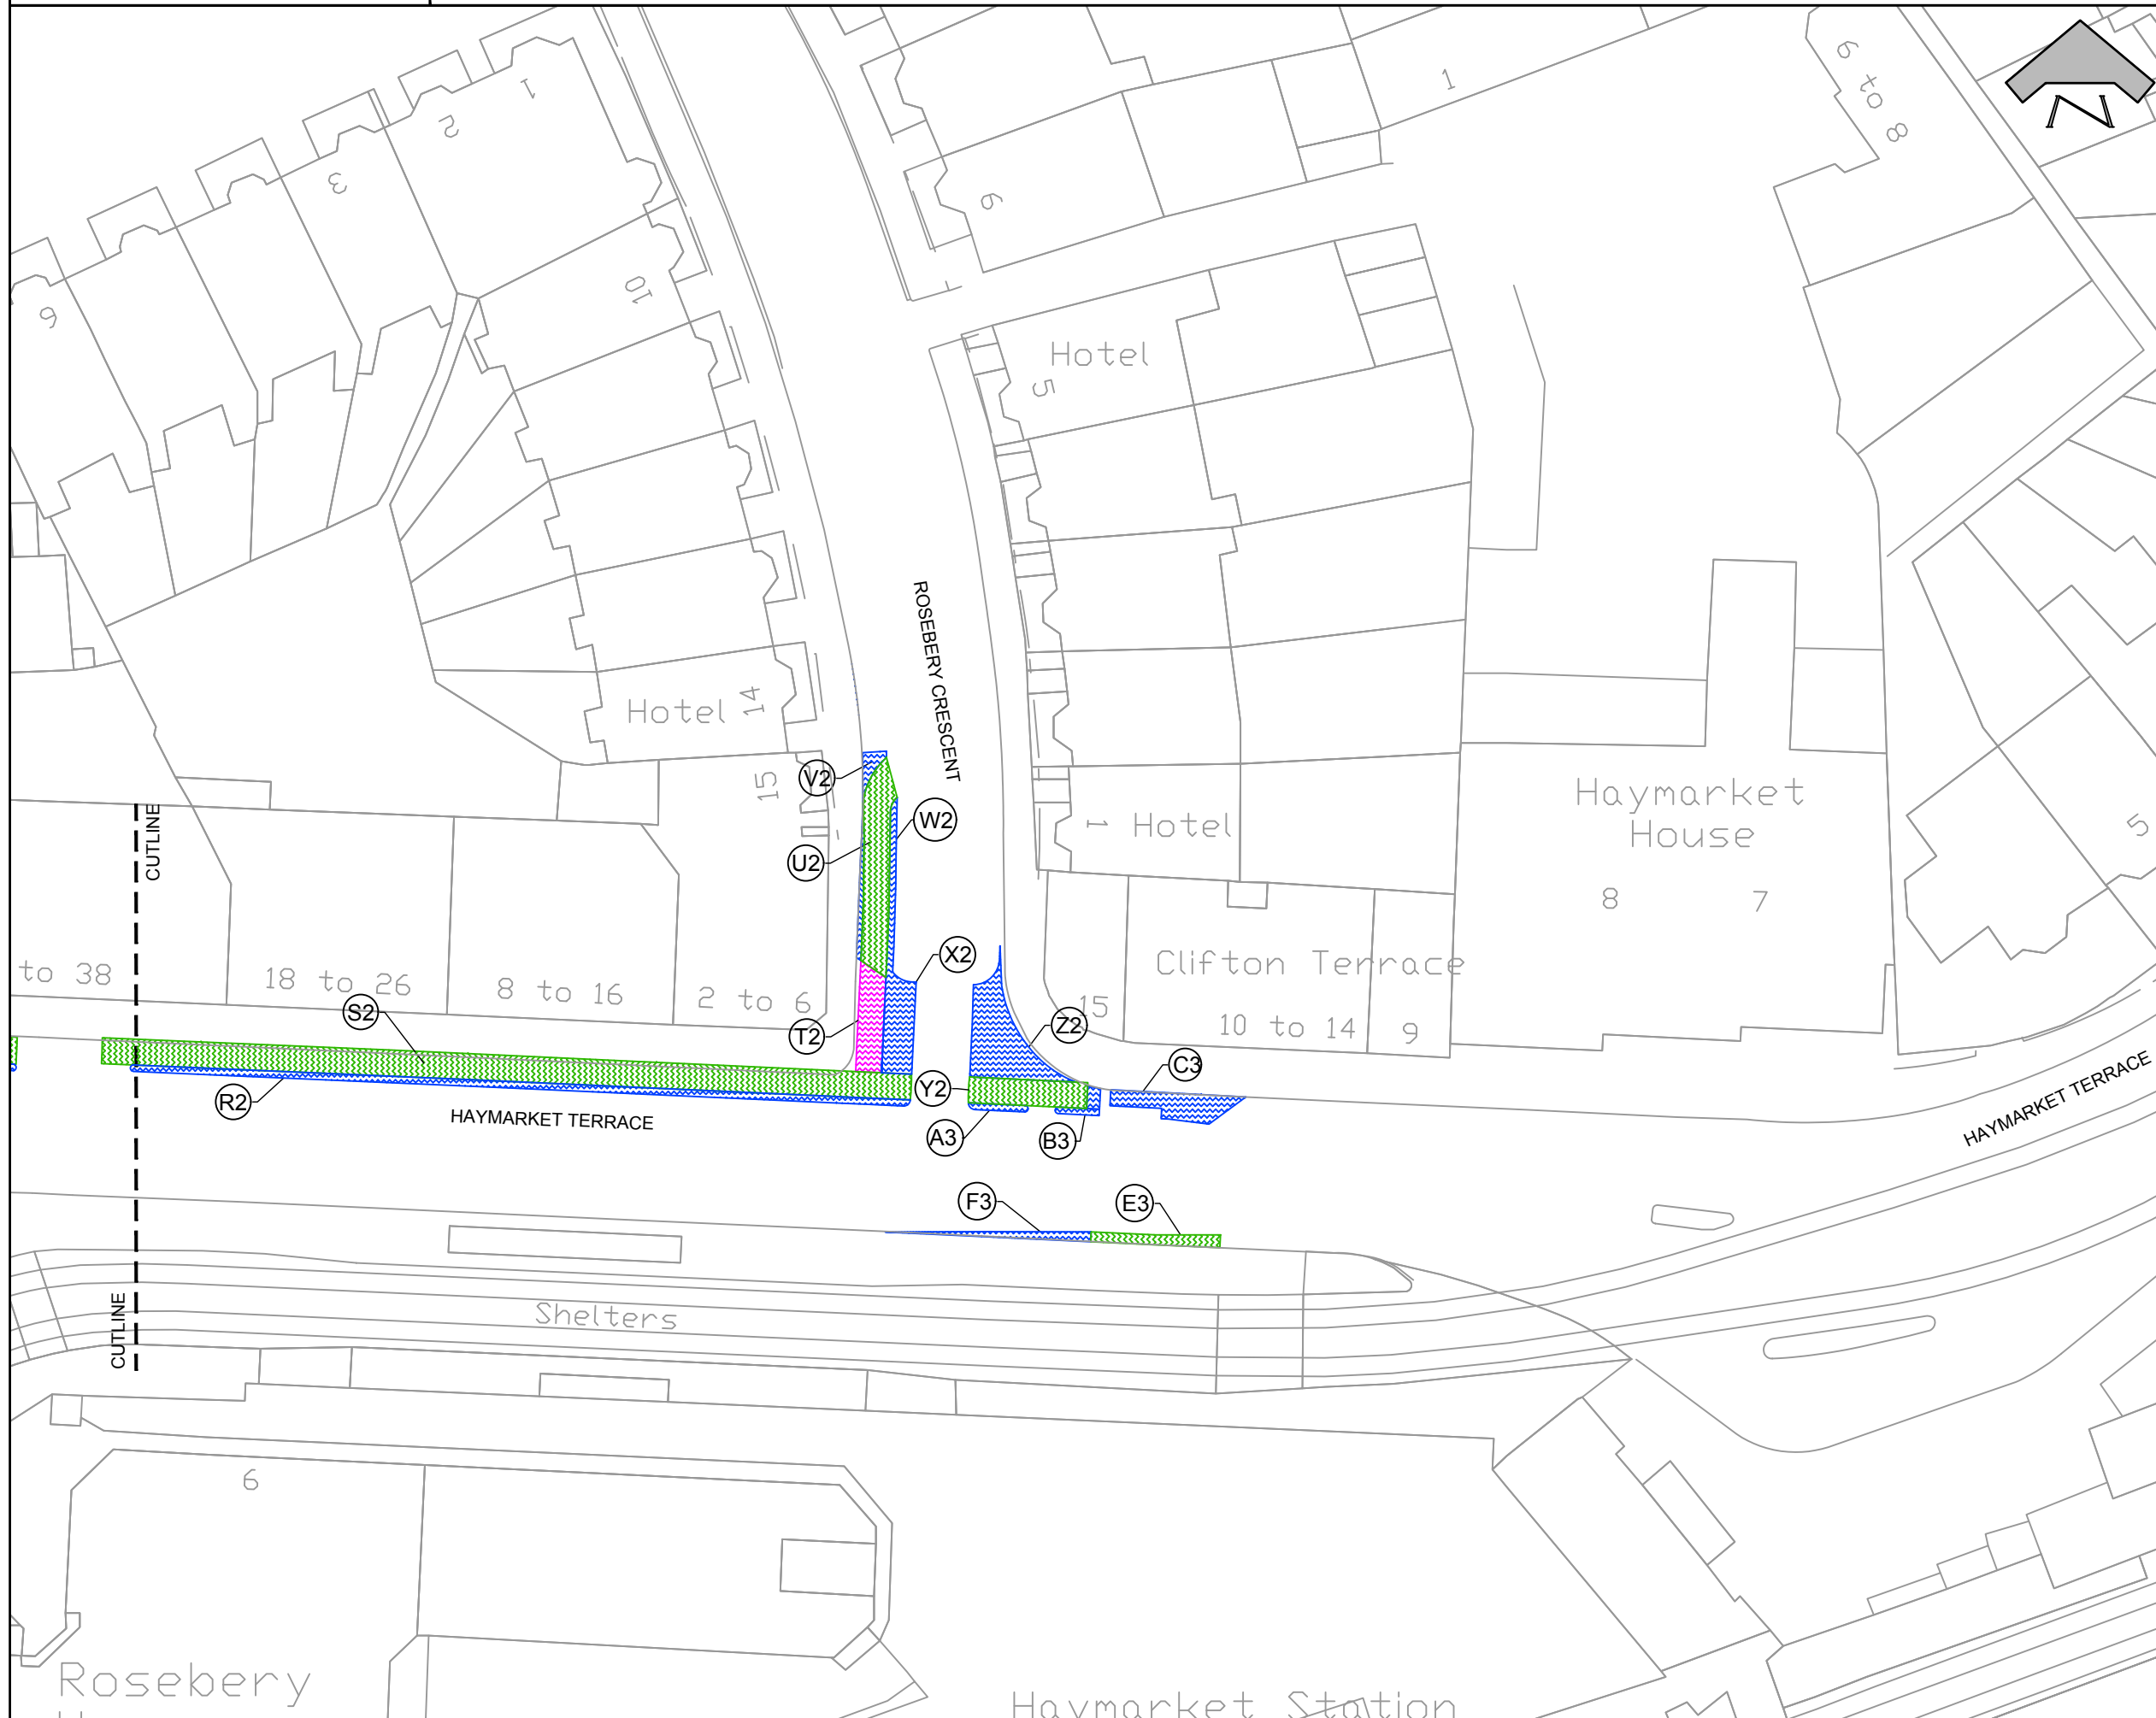 1
2
3
6
10
6
1
6 to 8
N
Hotel
5
ROSEBERY CRESCENT
Hotel
14
15
V2
W2
U2
1
Hotel
Haymarket
House
8
7
5
CUTLINE
to 38
18 to 26
8 to 16
2 to 6
S2
T2
X2
Clifton Terrace
15
10 to 14
9
Z2
R2
Y2
C3
A3
B3
HAYMARKET TERRACE
HAYMARKET TERRACE
F3
E3
CUTLINE
Shelters
6
Rosebery
Haymarket Station